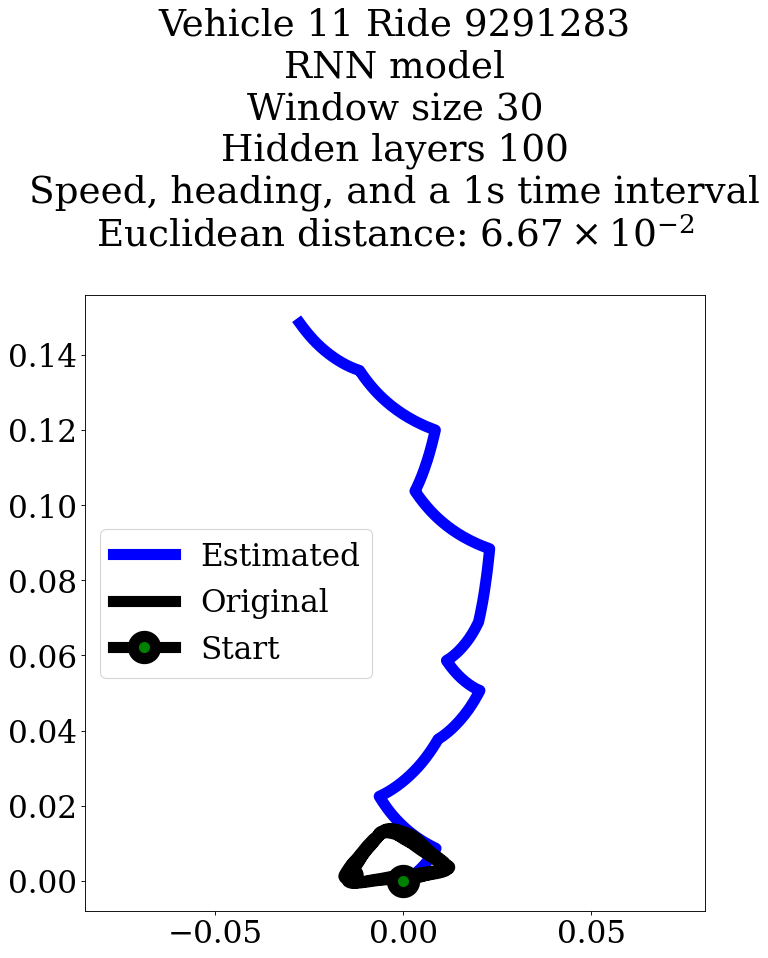 Vehicle 11 Ride 9291283
RNN model
Window size 30
Hidden layers 100
Speed, heading, and a 1s time interval
Euclidean distance: 6.67 × 10⁻²
0.14
0.12
0.10
0.08
0.06
0.04
0.02
0.00
Estimated
Original
Start
−0.05
0.00
0.05